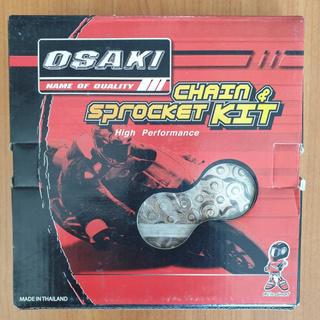 OSAKI
NAME OF QUALITY
CHAIN &
SPROCKET KIT
High Performance
MADE IN THAILAND